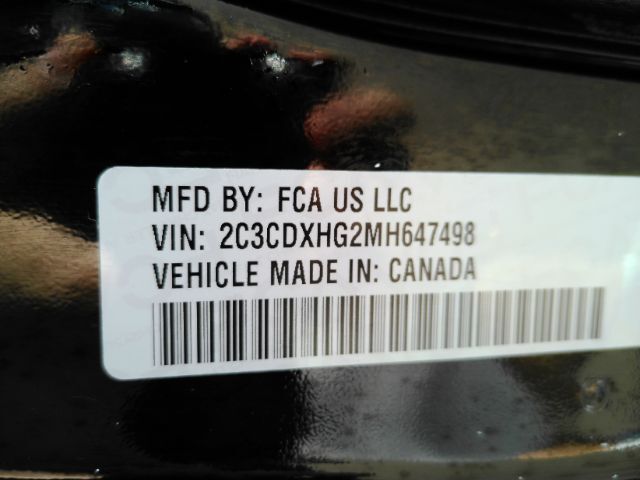 MFD BY: FCA US LLC
VIN: 2C3CDXHG2MH647498
VEHICLE MADE IN: CANADA